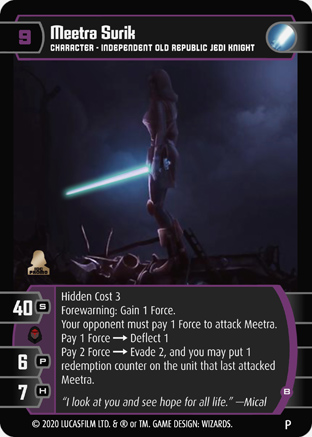 9
Meetra Surik
CHARACTER - INDEPENDENT OLD REPUBLIC JEDI KNIGHT
40 S
6 P
7 H
Hidden Cost 3
Forewarning: Gain 1 Force.
Your opponent must pay 1 Force to attack Meetra.
Pay 1 Force → Deflect 1
Pay 2 Force → Evade 2, and you may put 1
redemption counter on the unit that last attacked
Meetra.
“I look at you and see hope for all life.” —Mical
B
© 2020 LUCASFILM LTD. & ® or TM. GAME DESIGN: WIZARDS.
P